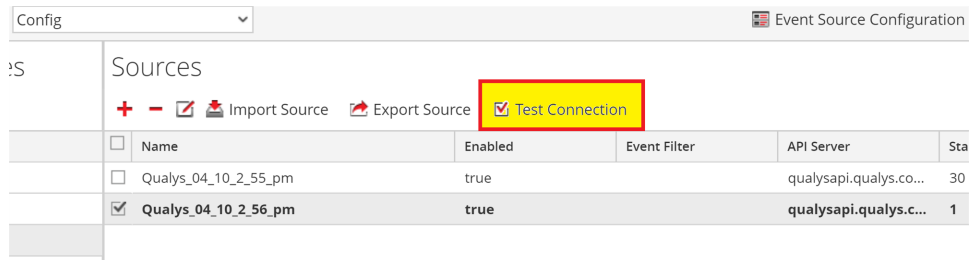 Config
Event Source Configuration
es
Sources
Import Source Export Source Test Connection
Name Enabled Event Filter API Server Sta
Qualys_04_10_2_55_pm true qualysapi.qualys.co... 30
Qualys_04_10_2_56_pm true qualysapi.qualys.c... 1